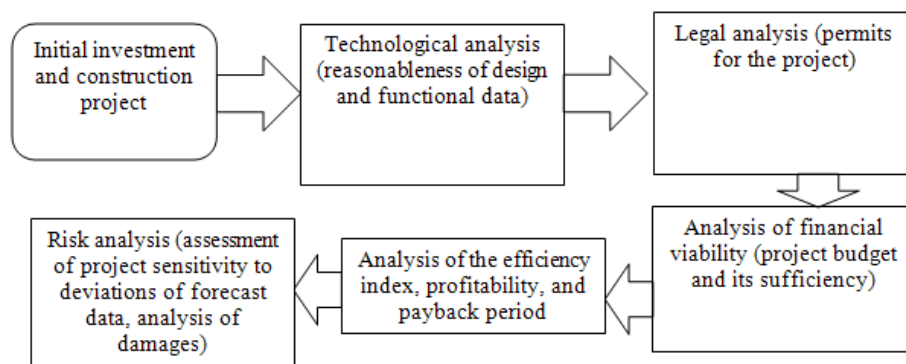 Initial investment
and construction
project
Technological analysis
(reasonableness of design
and functional data)
Legal analysis (permits
for the project)
Analysis of financial
viability (project budget
and its sufficiency)
Analysis of the efficiency
index, profitability, and
payback period
Risk analysis (assessment
of project sensitivity to
deviations of forecast
data, analysis of
damages)